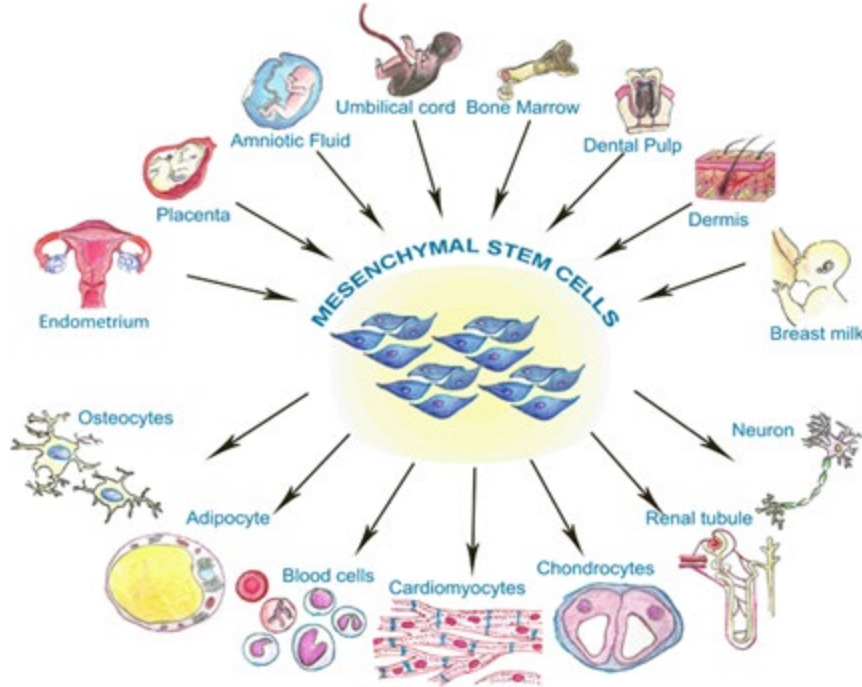 Umbilical cord
Bone Marrow
Amniotic Fluid
Dental Pulp
Placenta
Dermis
MESENCHYMAL STEM CELLS
Endometrium
Breast milk
Osteocytes
Neuron
Adipocyte
Renal tubule
Blood cells
Cardiomyocytes
Chondrocytes